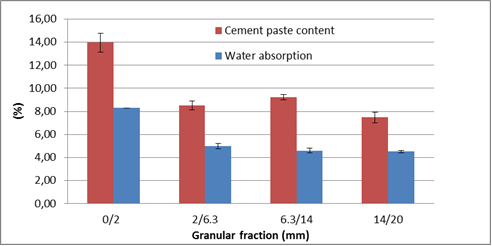 16,00
14,00
12,00
10,00
8,00
6,00
4,00
2,00
0,00
(%)
Cement paste content
Water absorption
0/2 2/6.3 6.3/14 14/20
Granular fraction (mm)